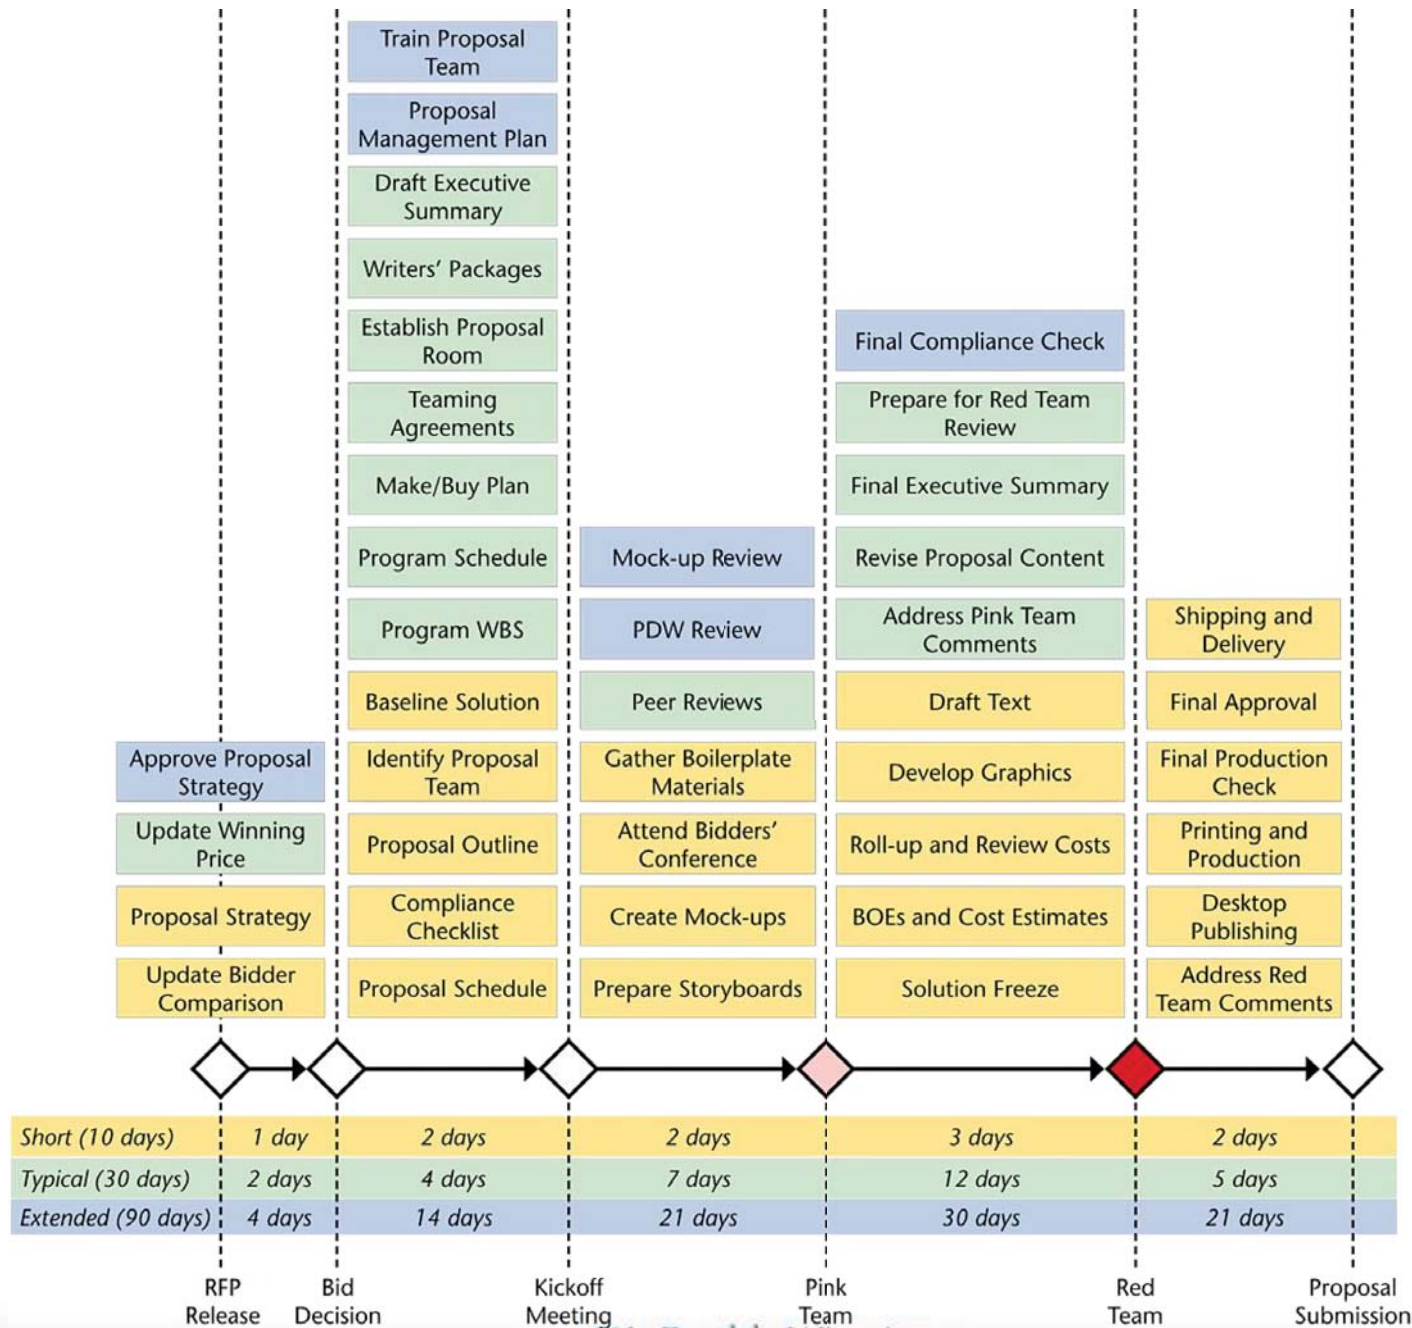 Train Proposal
Team
Proposal
Management Plan
Draft Executive
Summary
Writers' Packages
Establish Proposal
Room
Teaming
Agreements
Make/Buy Plan
Program Schedule
Program WBS
Baseline Solution
Identify Proposal
Team
Proposal Outline
Compliance
Checklist
Proposal Schedule
Approve Proposal
Strategy
Update Winning
Price
Proposal Strategy
Update Bidder
Comparison
Mock-up Review
PDW Review
Peer Reviews
Gather Boilerplate
Materials
Attend Bidders'
Conference
Create Mock-ups
Prepare Storyboards
Final Compliance Check
Prepare for Red Team
Review
Final Executive Summary
Revise Proposal Content
Address Pink Team
Comments
Draft Text
Develop Graphics
Roll-up and Review Costs
BOEs and Cost Estimates
Solution Freeze
Shipping and
Delivery
Final Approval
Final Production
Check
Printing and
Production
Desktop
Publishing
Address Red
Team Comments
Short (10 days) 1 day 2 days 2 days 3 days 2 days
Typical (30 days) 2 days 4 days 7 days 12 days 5 days
Extended (90 days) 4 days 14 days 21 days 30 days 21 days
RFP
Release
Bid
Decision
Kickoff
Meeting
Pink
Team
Red
Team
Proposal
Submission